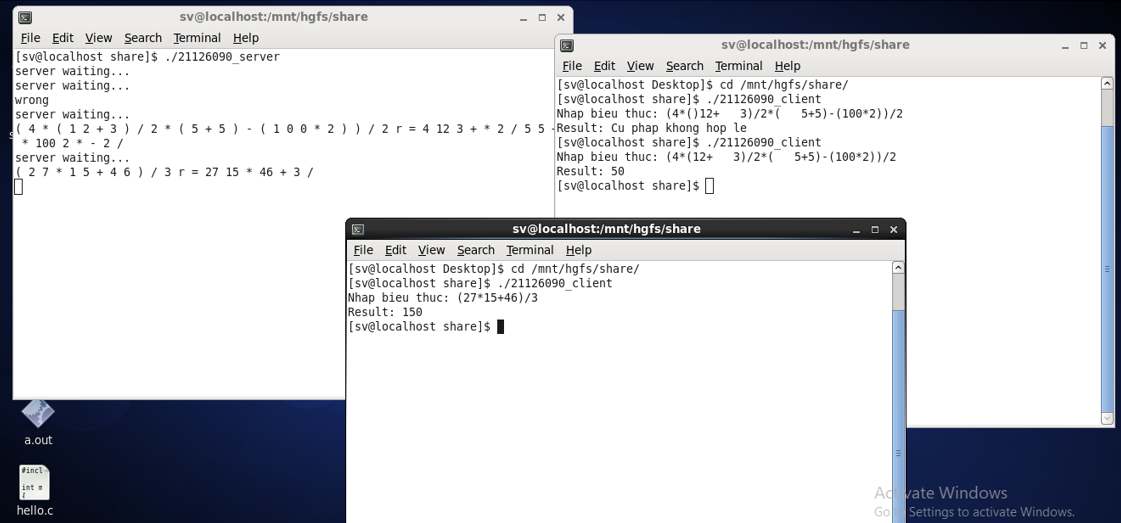 sv@localhost:/mnt/hgfs/share
File Edit View Search Terminal Help
[sv@localhost share]$ ./21126090_server
server waiting...
server waiting...
wrong
server waiting...
( 4 * ( 1 2 + 3 ) / 2 * ( 5 + 5 ) - ( 1 0 0 * 2 ) ) / 2 r = 4 12 3 + * 2 / 5 5
* 100 2 * - 2 /
server waiting...
( 2 7 * 1 5 + 4 6 ) / 3 r = 27 15 * 46 + 3 /
sv@localhost:/mnt/hgfs/share
File Edit View Search Terminal Help
[sv@localhost Desktop]$ cd /mnt/hgfs/share/
[sv@localhost share]$ ./21126090_client
Nhap bieu thuc: (4*()12+   3)/2*(   5+5)-(100*2))/2
Result: Cu phap khong hop le
[sv@localhost share]$ ./21126090_client
Nhap bieu thuc: (4*(12+   3)/2*(   5+5)-(100*2))/2
Result: 50
[sv@localhost share]$
sv@localhost:/mnt/hgfs/share
File Edit View Search Terminal Help
[sv@localhost Desktop]$ cd /mnt/hgfs/share/
[sv@localhost share]$ ./21126090_client
Nhap bieu thuc: (27*15+46)/3
Result: 150
[sv@localhost share]$
a.out
#incl
int m
{
hello.c
Activate Windows
Go to Settings to activate Windows.